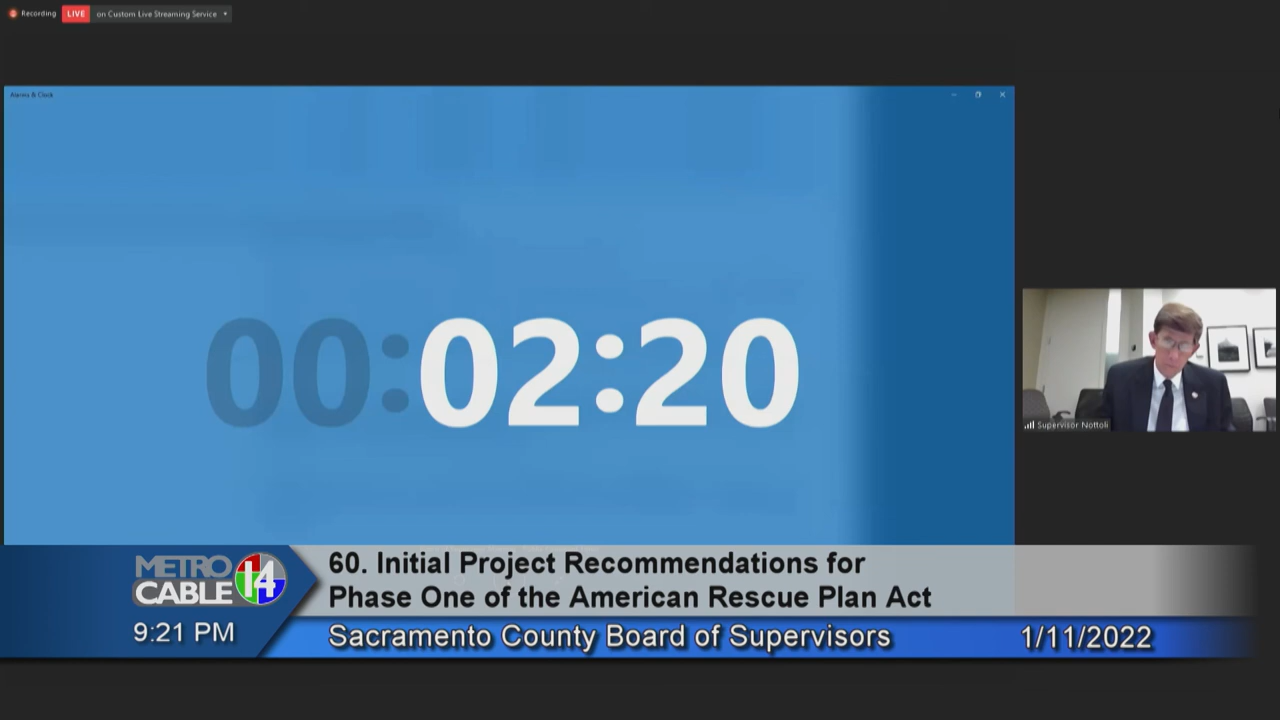 Recording
LIVE
on Custom Live Streaming Service
Alarms & Clock
00:02:20
Supervisor Nottoli
METRO
CABLE 14
9:21 PM
60. Initial Project Recommendations for
Phase One of the American Rescue Plan Act
Sacramento County Board of Supervisors
1/11/2022